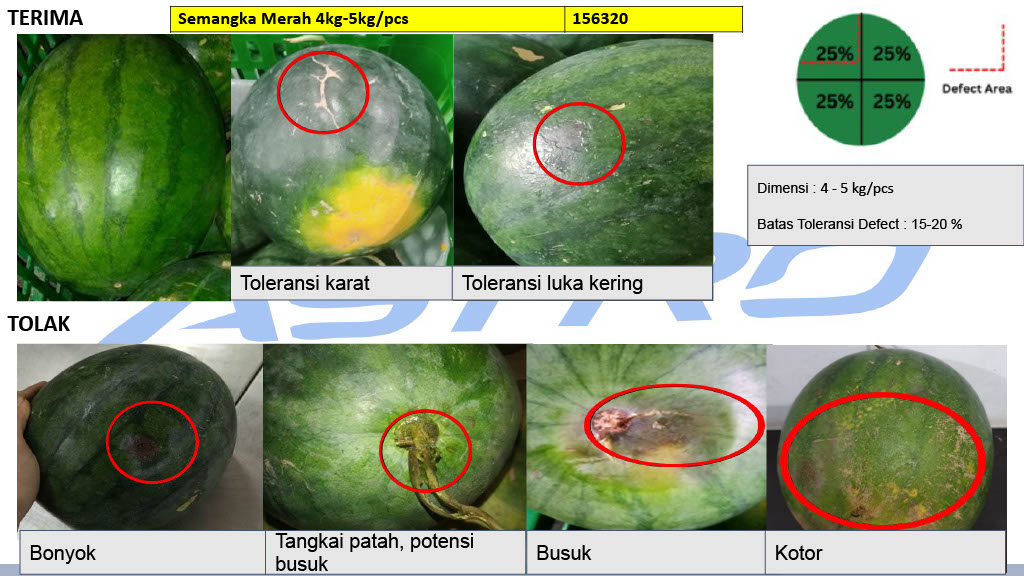 TERIMA
Semangka Merah 4kg-5kg/pcs 156320
25% 25%
25% 25%
Defect Area
Dimensi : 4 - 5 kg/pcs
Batas Toleransi Defect : 15-20 %
Toleransi karat
Toleransi luka kering
ASTRO
TOLAK
Bonyok
Tangkai patah, potensi
busuk
Busuk
Kotor